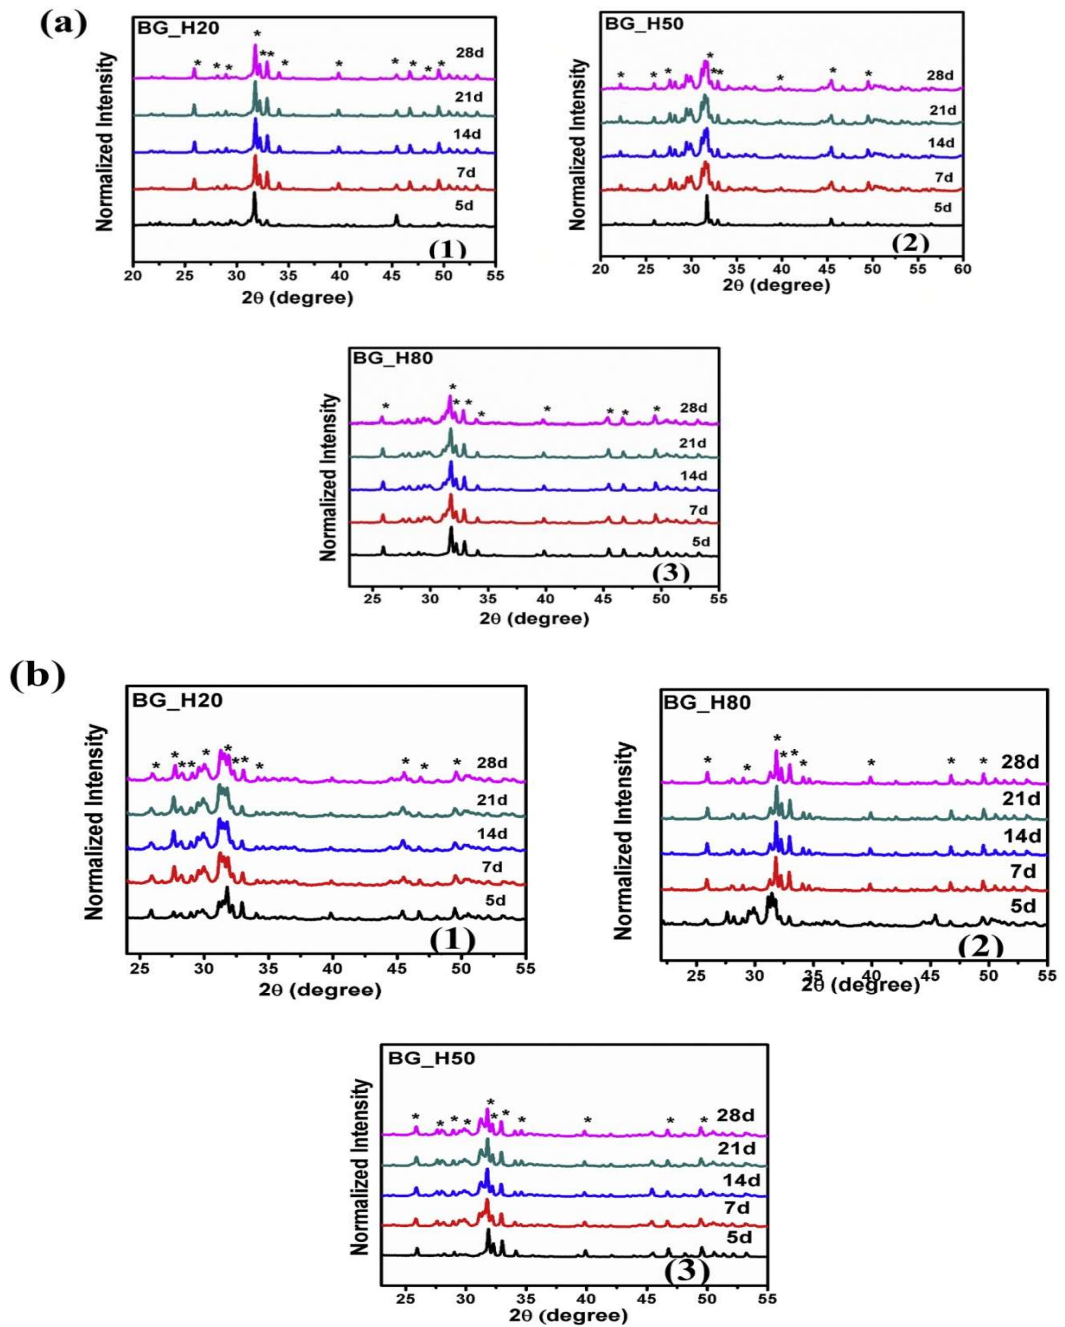 (a)
BG_H20
Normalized Intensity
*
* *
* * * * * * * * * *
28d
21d
14d
7d
5d
(1)
20 25 30 35 40 45 50 55
2θ (degree)
BG_H50
Normalized Intensity
*
* * * * * * * *
28d
21d
14d
7d
5d
(2)
20 25 30 35 40 45 50 55 60
2θ (degree)
BG_H80
Normalized Intensity
*
* * * * * * * *
28d
21d
14d
7d
5d
(3)
25 30 35 40 45 50 55
2θ (degree)
(b)
BG_H20
Normalized Intensity
* * * * * * * * * * * *
28d
21d
14d
7d
5d
(1)
25 30 35 40 45 50 55
2θ (degree)
BG_H80
Normalized Intensity
*
* * * * * * * *
28d
21d
14d
7d
5d
(2)
25 30 35 40 45 50 55
2θ (degree)
BG_H50
Normalized Intensity
*
* * * * * * * * * *
28d
21d
14d
7d
5d
(3)
25 30 35 40 45 50 55
2θ (degree)